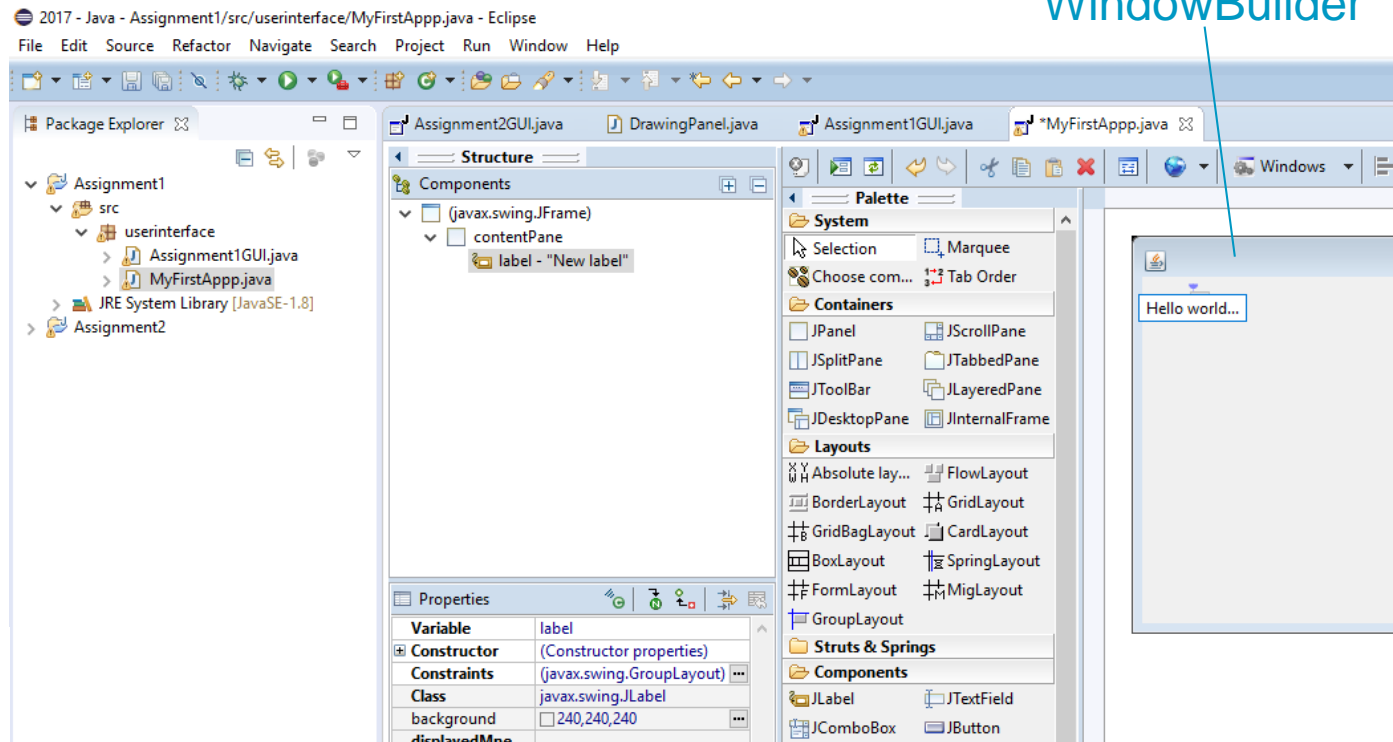 WindowBuilder
2017 - Java - Assignment1/src/userinterface/MyFirstAppp.java - Eclipse
File Edit Source Refactor Navigate Search Project Run Window Help
Package Explorer
Assignment1
src
userinterface
Assignment1GUI.java
MyFirstAppp.java
JRE System Library [JavaSE-1.8]
Assignment2
Assignment2GUI.java DrawingPanel.java Assignment1GUI.java *MyFirstAppp.java
Structure
Components
(javax.swing.JFrame)
contentPane
label - "New label"
Properties
Variable label
Constructor (Constructor properties)
Constraints (javax.swing.GroupLayout)
Class javax.swing.JLabel
background 240,240,240
displayedMne...
Windows
Palette
System
Selection Marquee
Choose com... Tab Order
Containers
JPanel JScrollPane
JSplitPane JTabbedPane
JToolBar JLayeredPane
JDesktopPane JInternalFrame
Layouts
Absolute lay... FlowLayout
BorderLayout GridLayout
GridBagLayout CardLayout
BoxLayout SpringLayout
FormLayout MigLayout
GroupLayout
Struts & Springs
Components
JLabel JTextField
JComboBox JButton
Hello world...